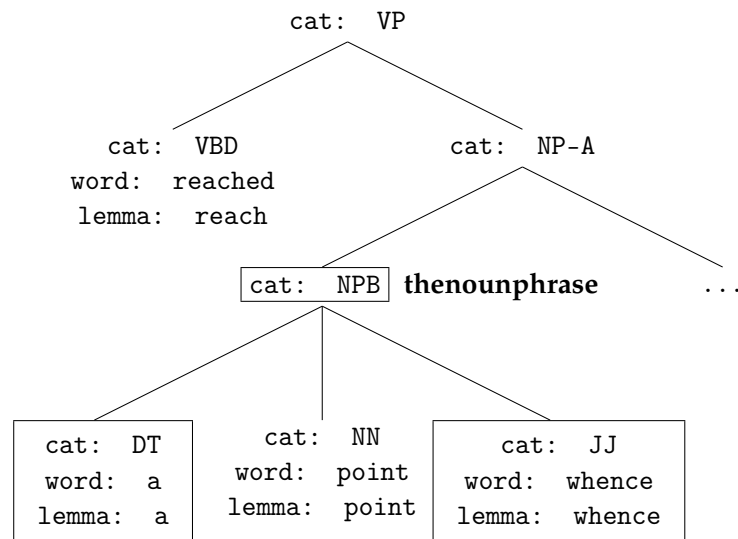 cat: VP
cat: VBD
word: reached
lemma: reach
cat: NP-A
cat: NPB thenounphrase ...
cat: DT
word: a
lemma: a
cat: NN
word: point
lemma: point
cat: JJ
word: whence
lemma: whence